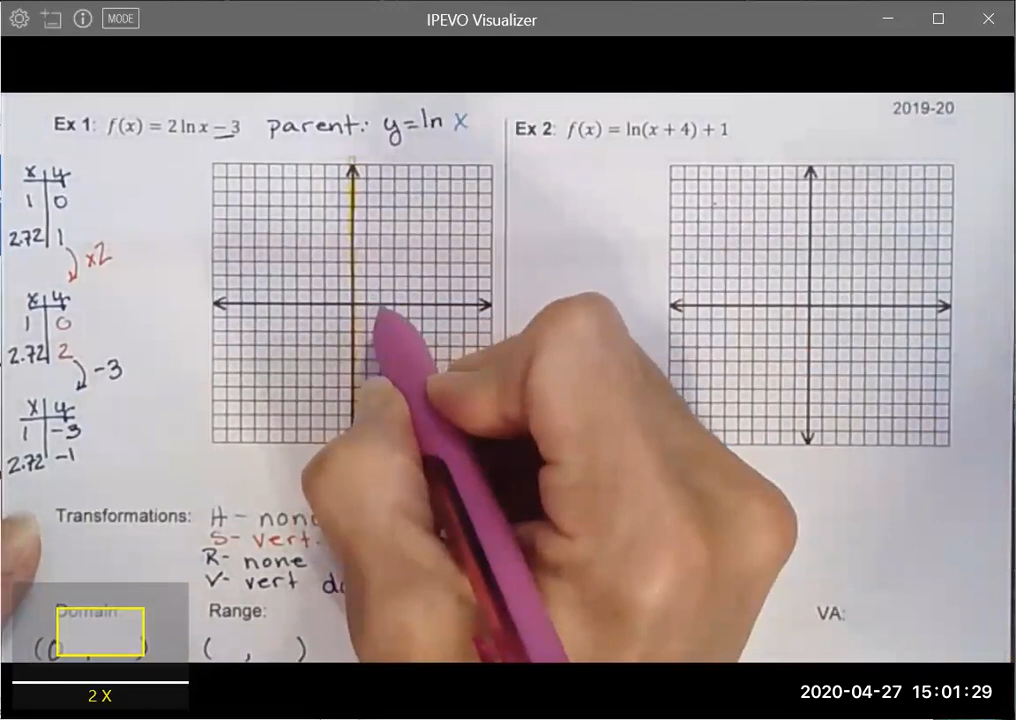 MODE
IPEVO Visualizer
2019-20
Ex 1: f(x) = 2 ln x − 3 parent: y = ln x
Ex 2: f(x) = ln(x + 4) + 1
x y
1 0
2.72 1
x2
x y
1 0
2.72 2
-3
x y
1 -3
2.72 -1
Transformations: H - none
S - vert.
R - none
V - vert
Domain:
Range:
VA:
(0, )
( , )
2 X
2020-04-27 15:01:29